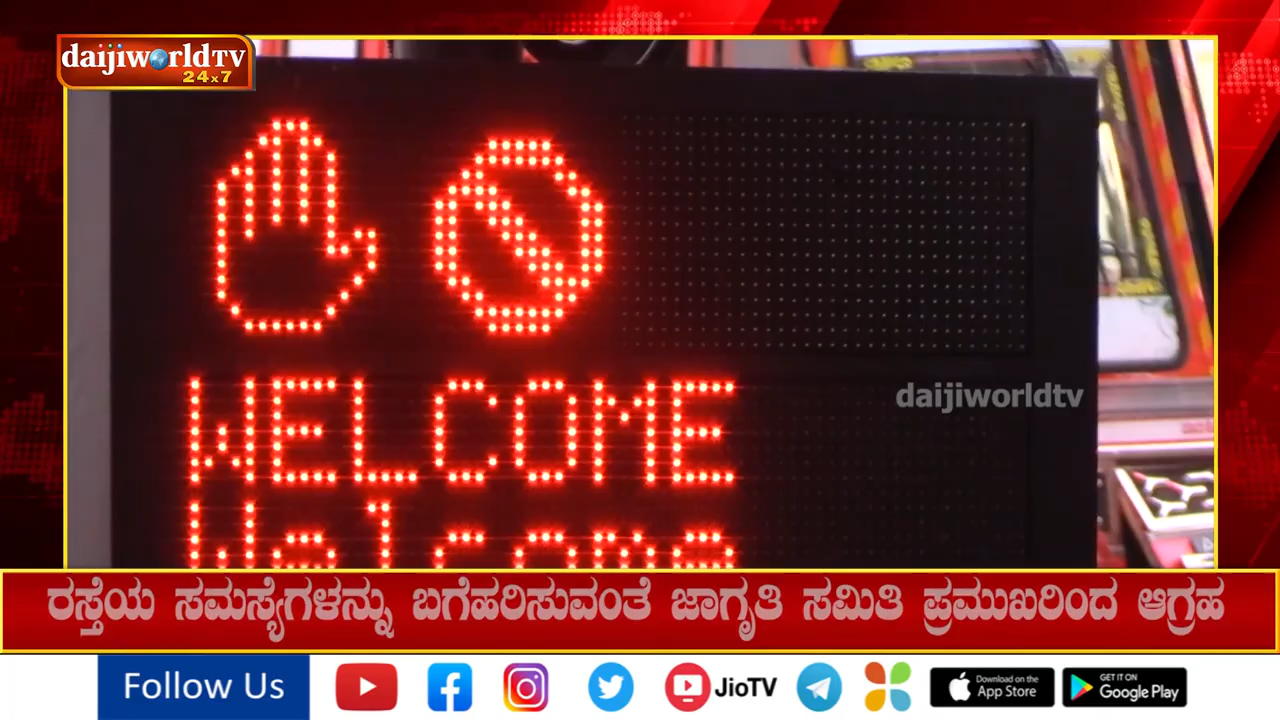 daijiworldTV
24x7
WELCOME
Welcome
daijiworldtv
ರಸ್ತೆಯ ಸಮಸ್ಯೆಗಳನ್ನು ಬಗೆಹರಿಸುವಂತೆ ಜಾಗೃತಿ ಸಮಿತಿ ಪ್ರಮುಖರಿಂದ ಆಗ್ರಹ
Follow Us
JioTV
Download on the
App Store
GET IT ON
Google Play